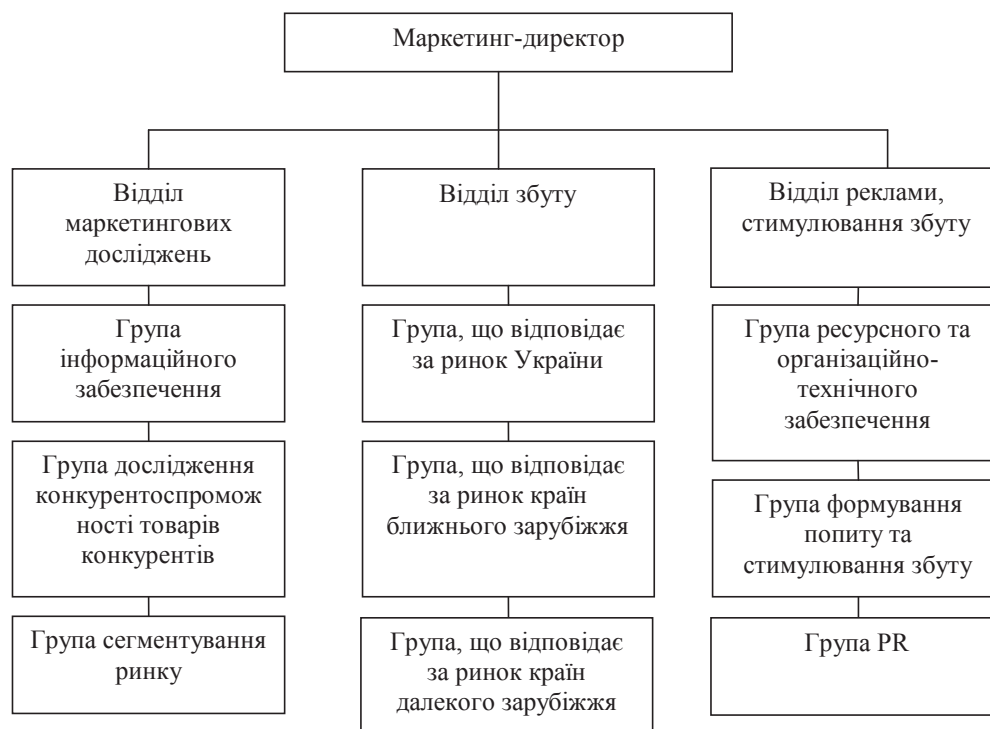 Маркетинг-директор
Відділ
маркетингових
досліджень
Група
інформаційного
забезпечення
Група дослідження
конкурентоспромож
ності товарів
конкурентів
Група сегментування
ринку
Відділ збуту
Група, що відповідає
за ринок України
Група, що відповідає
за ринок країн
ближнього зарубіжжя
Група, що відповідає
за ринок країн
далекого зарубіжжя
Відділ реклами,
стимулювання збуту
Група ресурсного та
організаційно-
технічного
забезпечення
Група формування
попиту та
стимулювання збуту
Група PR